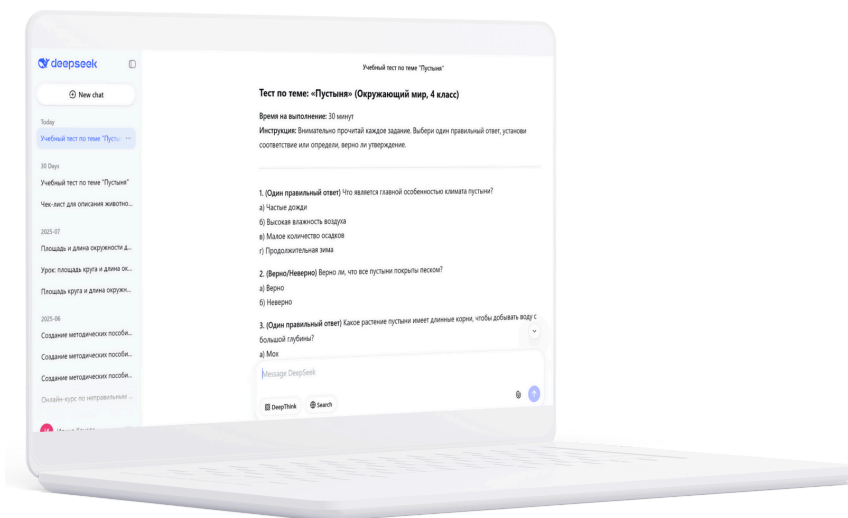 deepseek
New chat
Today
Учебный тест по теме "Пусты
30 Days
Учебный тест по теме "Пустыня"
Чек-лист для описания животно...
2025-07
Площадь и длина окружности д...
Урок: площадь круга и длина ок...
Площадь круга и длина окружн...
2025-06
Создание методических пособи...
Создание методических пособи...
Создание методических пособи...
Онлайн-курс по неправильным ...
Учебный тест по теме "Пустыня"
Тест по теме: «Пустыня» (Окружающий мир, 4 класс)
Время на выполнение: 30 минут
Инструкция: Внимательно прочитай каждое задание. Выбери один правильный ответ, установи
соответствие или определи, верно ли утверждение.
1. (Один правильный ответ) Что является главной особенностью климата пустыни?
а) Частые дожди
б) Высокая влажность воздуха
в) Малое количество осадков
г) Продолжительная зима
2. (Верно/Неверно) Верно ли, что все пустыни покрыты песком?
а) Верно
б) Неверно
3. (Один правильный ответ) Какое растение пустыни имеет длинные корни, чтобы добывать воду с
большой глубины?
а) Мох
Message DeepSeek
DeepThink
Search